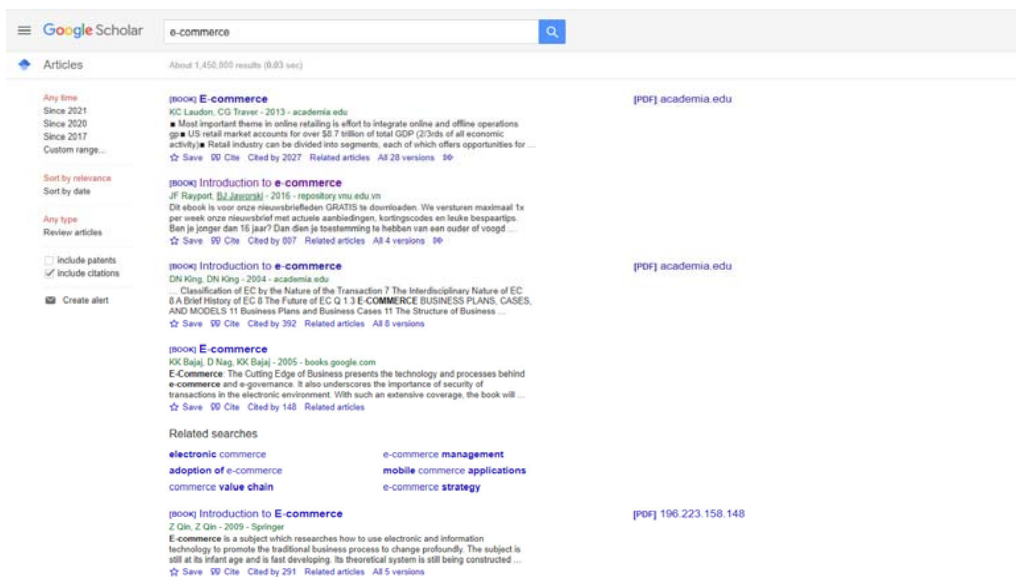 Google Scholar
e-commerce
Articles
About 1,450,000 results (0.03 sec)
Any time
Since 2021
Since 2020
Since 2017
Custom range...
Sort by relevance
Sort by date
Any type
Review articles
include patents
include citations
Create alert
[BOOK] E-commerce
KC Laudon, CG Traver - 2013 - academia.edu
■ Most important theme in online retailing is effort to integrate online and offline operations
gp■ US retail market accounts for over $8.7 trillion of total GDP (2/3rds of all economic
activity)■ Retail industry can be divided into segments, each of which offers opportunities for ...
Save Cite Cited by 2027 Related articles All 28 versions
[PDF] academia.edu
[BOOK] Introduction to e-commerce
JF Rayport, BJ Jaworski - 2016 - repository.vnu.edu.vn
Dit ebook is voor onze nieuwsbriefleden GRATIS te downloaden. We versturen maximaal 1x
per week onze nieuwsbrief met actuele aanbiedingen, kortingscodes en leuke bespaartips.
Ben je jonger dan 16 jaar? Dan dien je toestemming te hebben van een ouder of voogd ...
Save Cite Cited by 807 Related articles All 4 versions
[BOOK] Introduction to e-commerce
DN King, DN King - 2004 - academia.edu
... Classification of EC by the Nature of the Transaction 7 The Interdisciplinary Nature of EC
8 A Brief History of EC 8 The Future of EC Q 1.3 E-COMMERCE BUSINESS PLANS, CASES,
AND MODELS 11 Business Plans and Business Cases 11 The Structure of Business ...
Save Cite Cited by 392 Related articles All 8 versions
[PDF] academia.edu
[BOOK] E-commerce
KK Bajaj, D Nag, KK Bajaj - 2005 - books.google.com
E-Commerce: The Cutting Edge of Business presents the technology and processes behind
e-commerce and e-governance. It also underscores the importance of security of
transactions in the electronic environment. With such an extensive coverage, the book will ...
Save Cite Cited by 148 Related articles
Related searches
electronic commerce
e-commerce management
adoption of e-commerce
mobile commerce applications
commerce value chain
e-commerce strategy
[BOOK] Introduction to E-commerce
Z Qin, Z Qin - 2009 - Springer
E-commerce is a subject which researches how to use electronic and information
technology to promote the traditional business process to change profoundly. The subject is
still at its infant age and is fast developing. Its theoretical system is still being constructed ...
Save Cite Cited by 291 Related articles All 5 versions
[PDF] 196.223.158.148